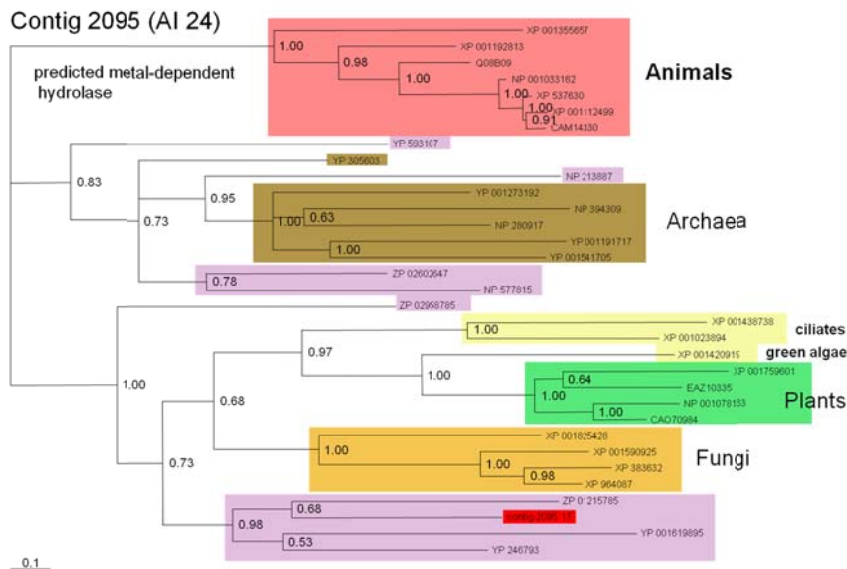 Contig 2095 (AI 24)
predicted metal-dependent
hydrolase
XP 001355657
1.00
XP 001192813
0.98
Q08B09
1.00
NP 001033162
1.00
XP 537630
1.00
XP 001112499
0.91
CAM14330
Animals
YP 593107
0.83
YP 305603
NP 213887
0.95
0.73
YP 001273192
NP 394309
1.00
0.63
NP 280917
YP 001191717
1.00
YP 001541705
Archaea
ZP 02602647
0.78
NP 577815
ZP 02998785
XP 001438738
1.00
XP 001023894
ciliates
0.97
XP 001420919
green algae
1.00
1.00
XP 001759601
0.64
EAZ10335
1.00
NP 001078133
1.00
CAO70984
Plants
0.68
XP 001825428
1.00
XP 001590925
1.00
XP 383632
0.98
XP 964087
Fungi
0.73
ZP 01215785
0.68
contig 2095
0.98
YP 001619895
0.53
YP 246793
0.1